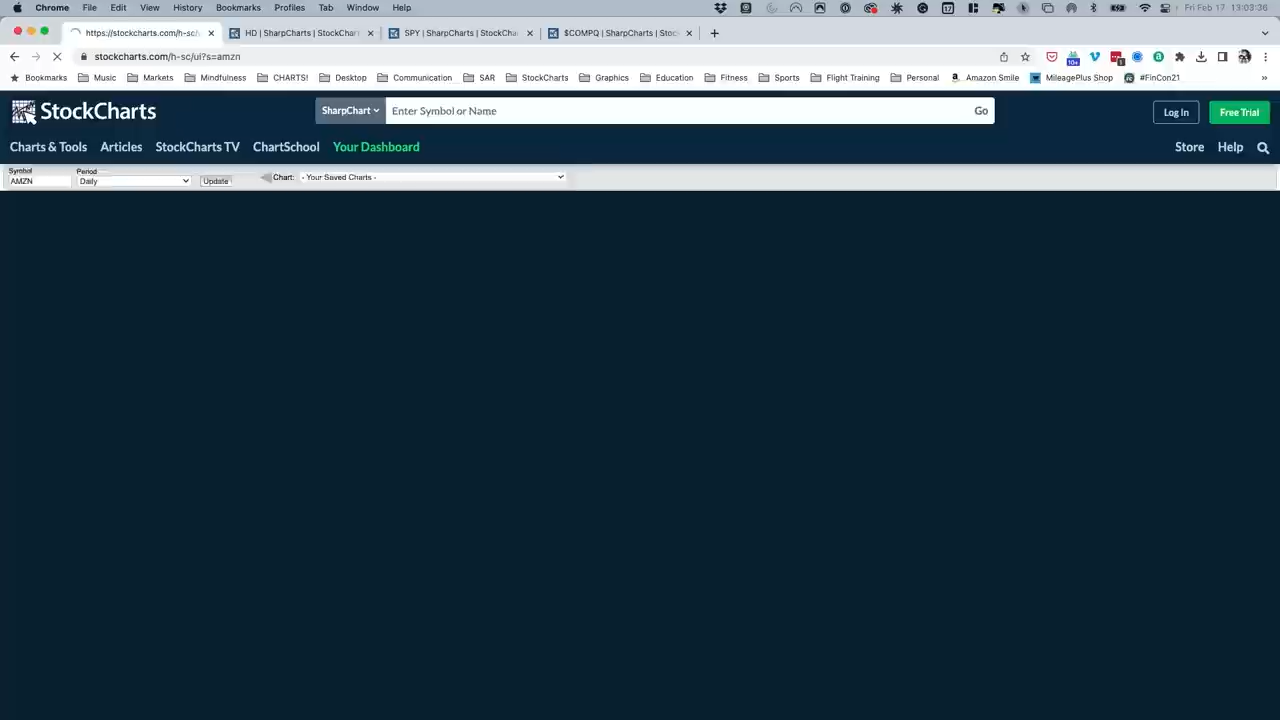 Chrome File Edit View History Bookmarks Profiles Tab Window Help Fri Feb 17 13:03:36
https://stockcharts.com/h-sc/u HD | SharpCharts | StockChar SPY | SharpCharts | StockCha $COMPQ | SharpCharts | Stoc
stockcharts.com/h-sc/ui?s=amzn
Bookmarks Music Markets Mindfulness CHARTS! Desktop Communication SAR StockCharts Graphics Education Fitness Sports Flight Training Personal Amazon Smile MileagePlus Shop #FinCon21 »
StockCharts SharpChart Enter Symbol or Name Go Log In Free Trial
Charts & Tools Articles StockCharts TV ChartSchool Your Dashboard Store Help
Symbol Period
AMZN Daily Update Chart: - Your Saved Charts -